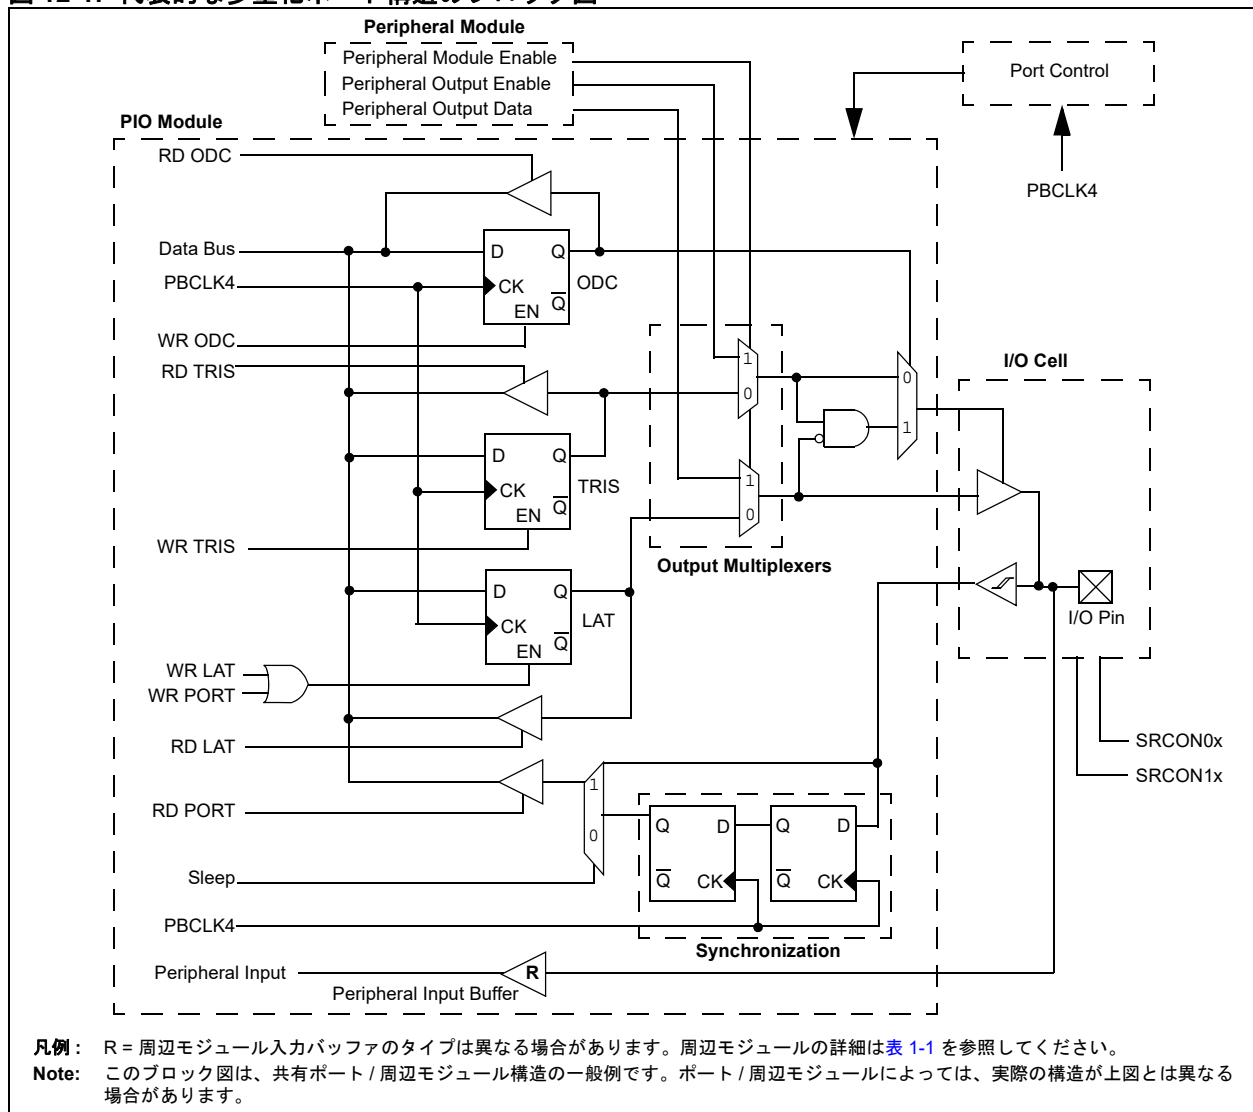 Peripheral Module
Peripheral Module Enable
Peripheral Output Enable
Peripheral Output Data
Port Control
PBCLK4
PIO Module
RD ODC
Data Bus
D Q
PBCLK4
CK
ODC
EN Q
WR ODC
RD TRIS
1
0
I/O Cell
0
1
D Q
CK
TRIS
EN Q
WR TRIS
1
0
Output Multiplexers
D Q
CK
LAT
EN Q
I/O Pin
WR LAT
WR PORT
RD LAT
SRCON0x
SRCON1x
RD PORT
1
0
Q D Q D
Q CK Q CK
Sleep
PBCLK4
Synchronization
Peripheral Input
R
Peripheral Input Buffer
凡例 : R = 周辺モジュール入力バッファのタイプは異なる場合があります。周辺モジュールの詳細は表 1-1 を参照してください。
Note: このブロック図は、共有ポート / 周辺モジュール構造の一般例です。ポート / 周辺モジュールによっては、実際の構造が上図とは異なる
場合があります。